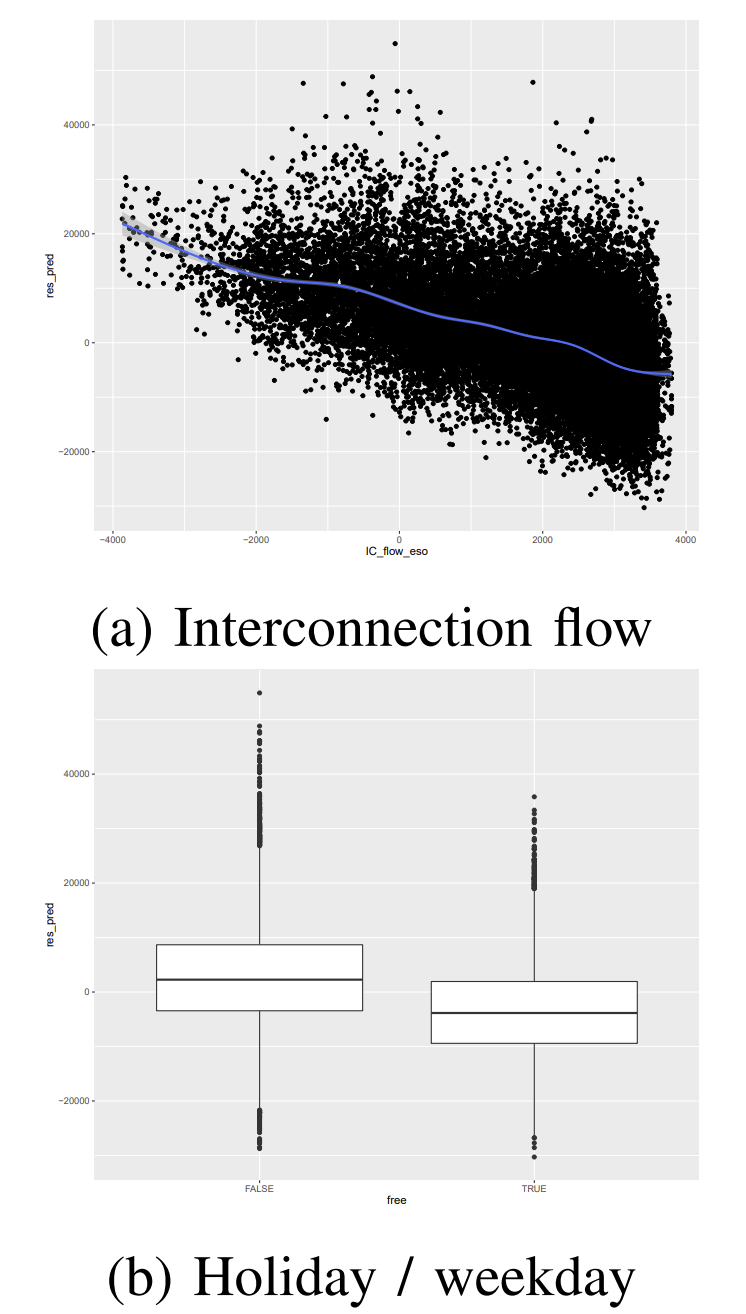 40000
20000
0
−20000
res_pred
−4000 −2000 0 2000 4000
IC_flow_eso
(a) Interconnection flow
40000
20000
0
−20000
res_pred
FALSE TRUE
free
(b) Holiday / weekday